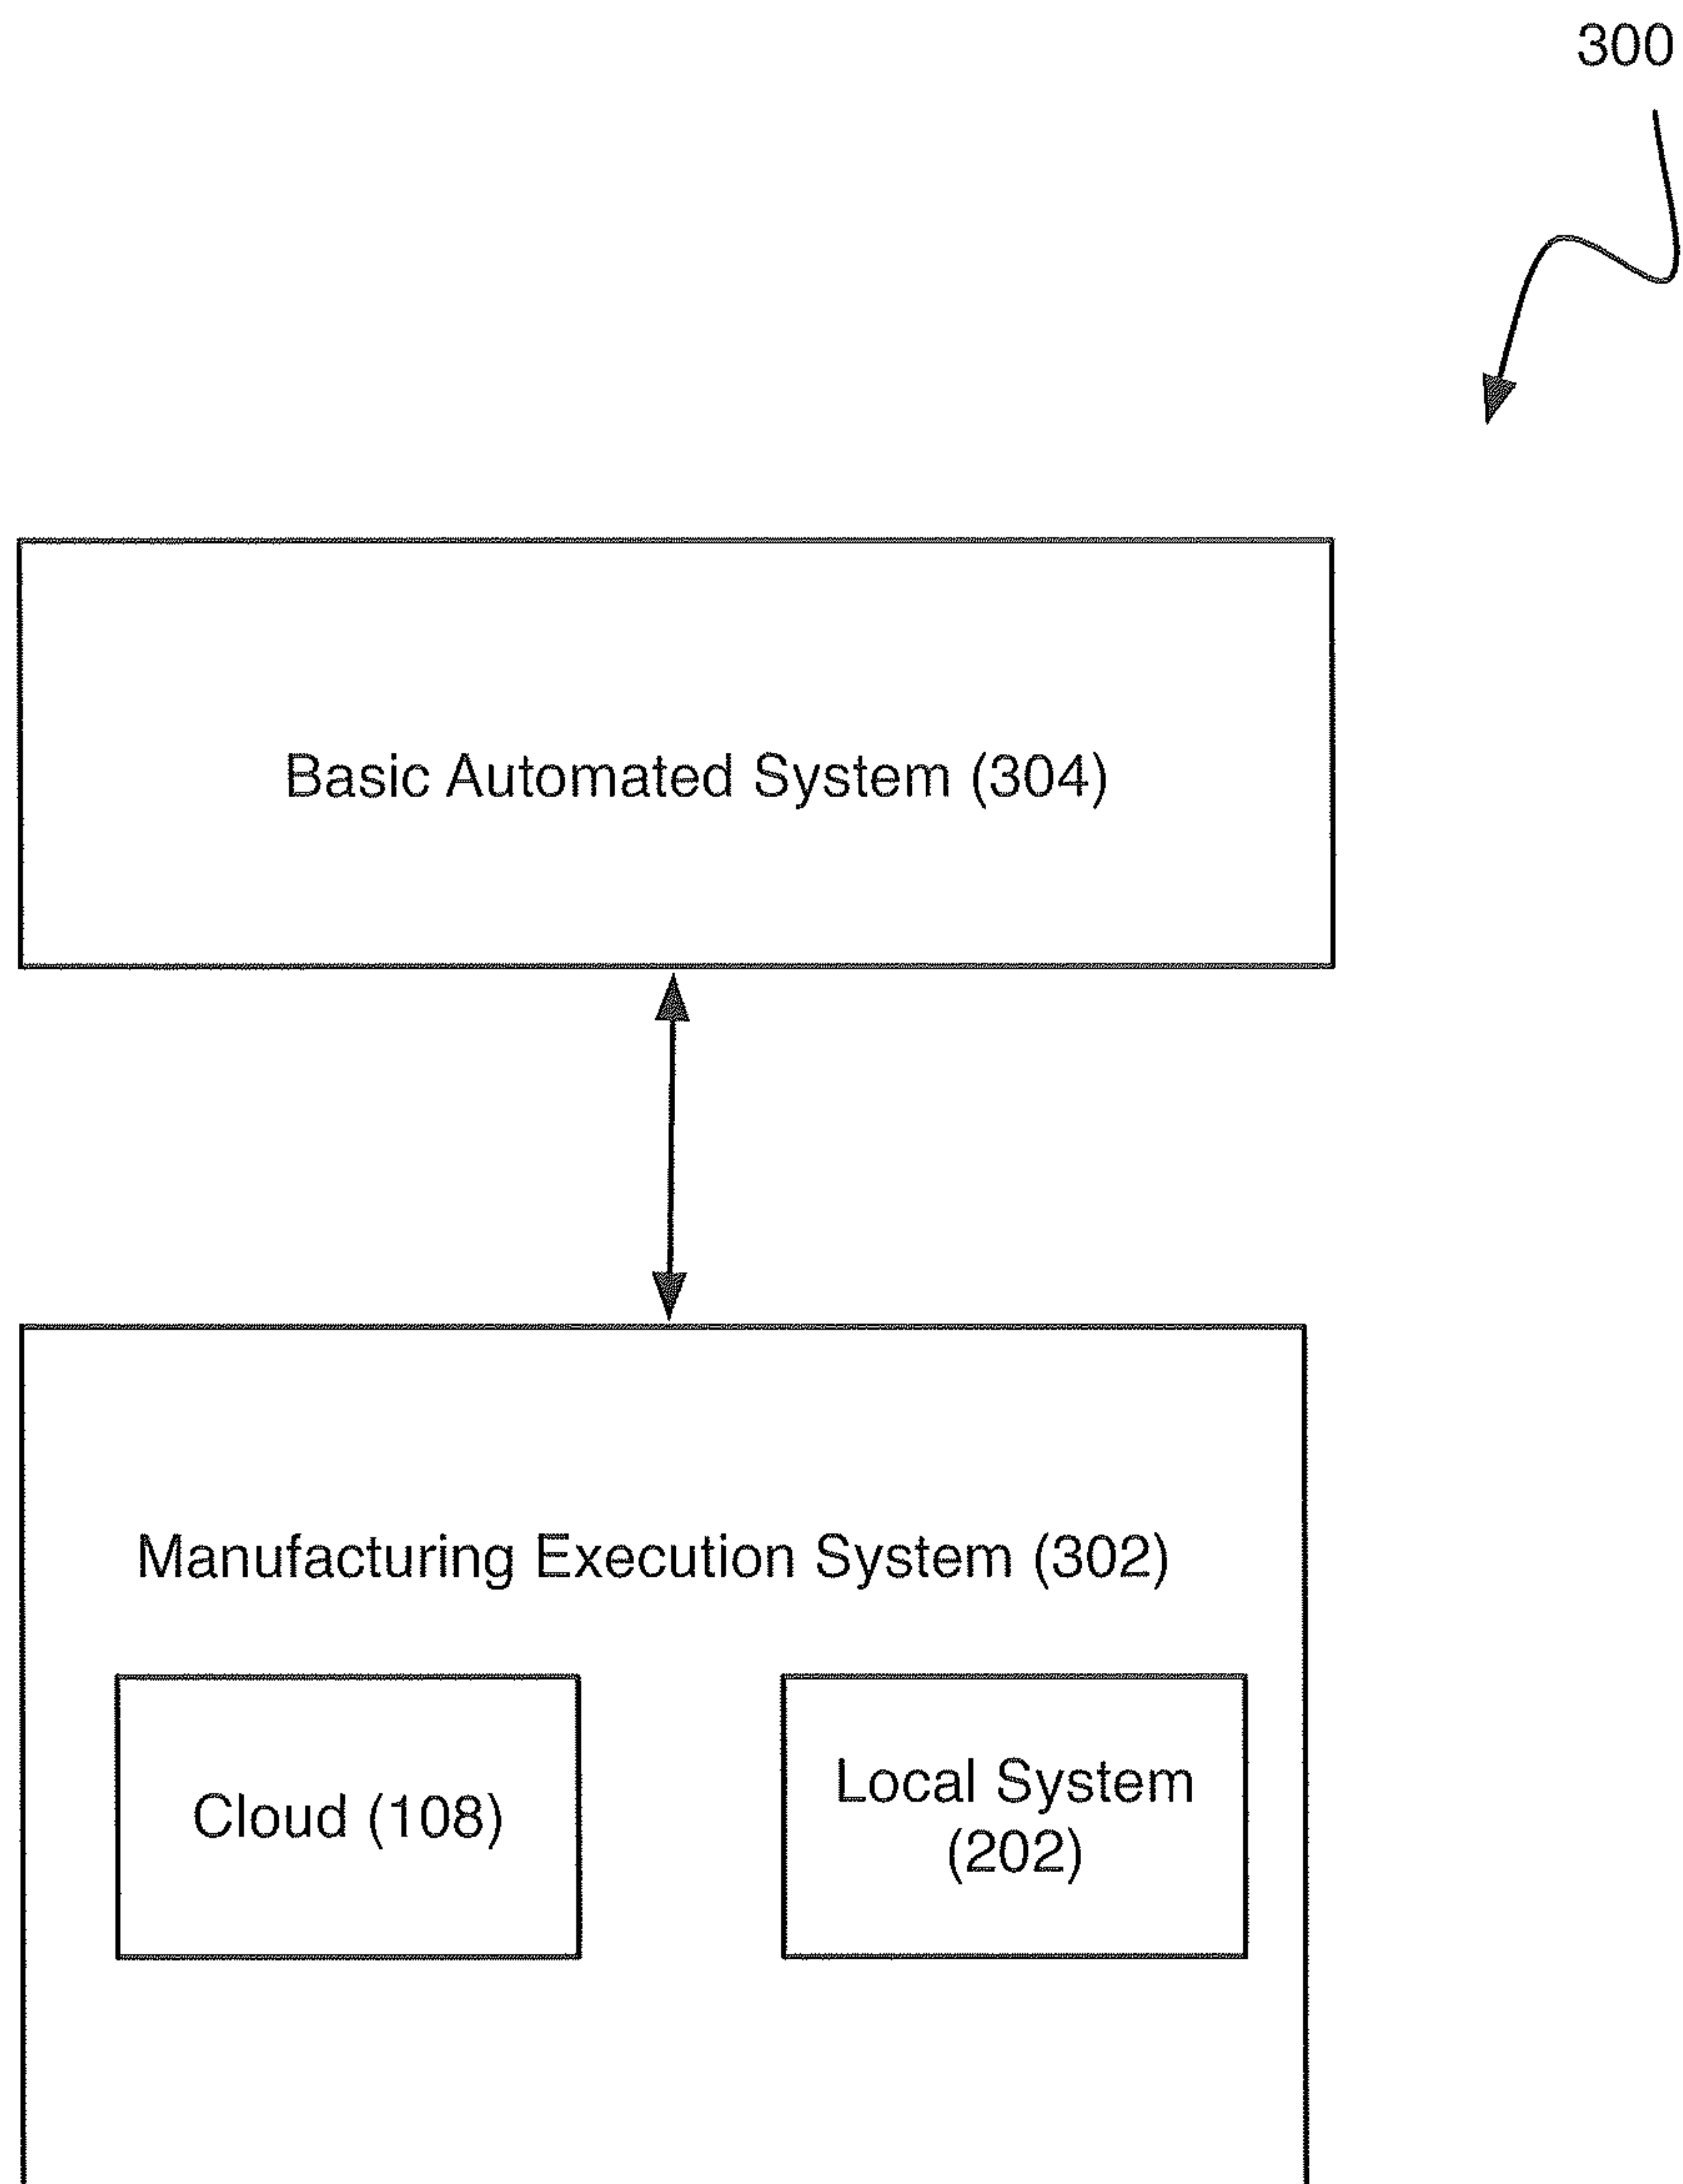 300
Basic Automated System (304)
Manufacturing Execution System (302)
Cloud (108)
Local System
(202)